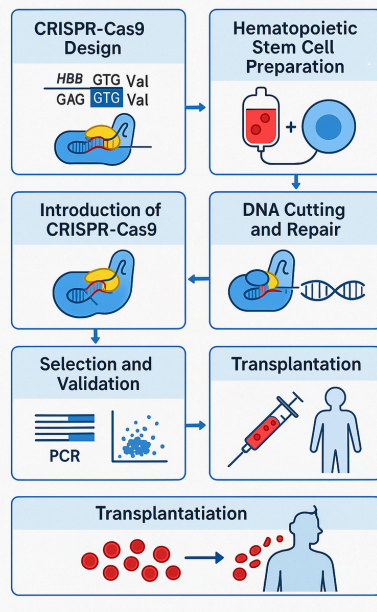 CRISPR-Cas9
Design
HBB GTG Val
GAG GTG Val
Hematopoietic
Stem Cell
Preparation
+
Introduction of
CRISPR-Cas9
DNA Cutting
and Repair
Selection and
Validation
PCR
Transplantation
Transplantatiation